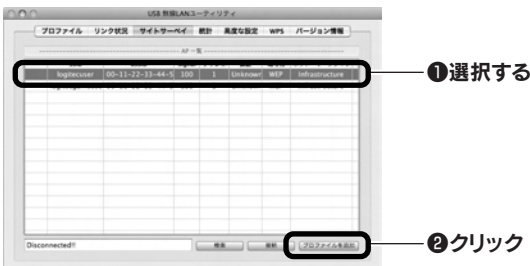 USB 無線LANユーティリティ
プロファイル リンク状況 サイトサーベイ 統計 高度な設定 WPS バージョン情報
AP 一覧
logitecuser 00-11-22-33-44-5 100 1 Unknown WEP Infrastructure
❶選択する
Disconnected!! 検索 接続 プロファイルを追加
❷クリック